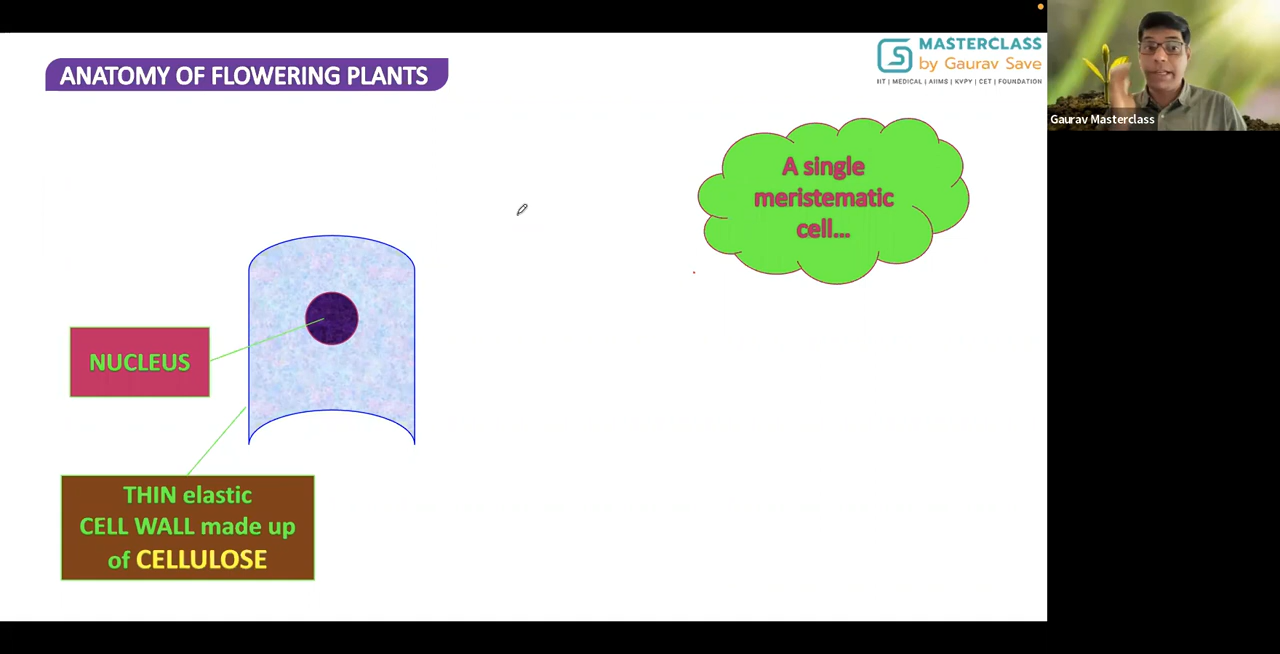 ANATOMY OF FLOWERING PLANTS
MASTERCLASS
by Gaurav Save
IIT | MEDICAL | AIIMS | KVPY | CET | FOUNDATION
Gaurav Masterclass
A single
meristematic
cell...
NUCLEUS
THIN elastic
CELL WALL made up
of CELLULOSE